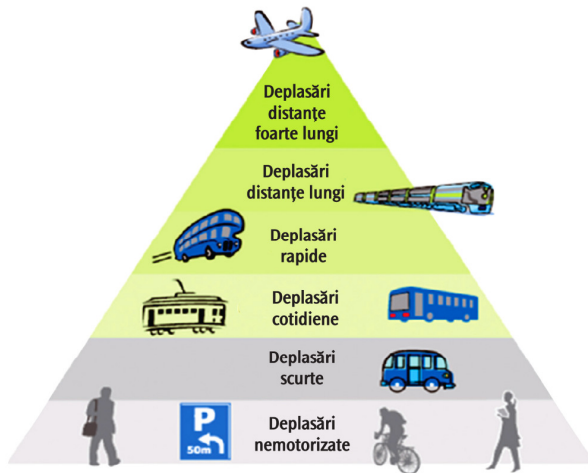 Deplasări
distanțe
foarte lungi
Deplasări
distanțe lungi
Deplasări
rapide
Deplasări
cotidiene
Deplasări
scurte
P
50m
Deplasări
nemotorizate